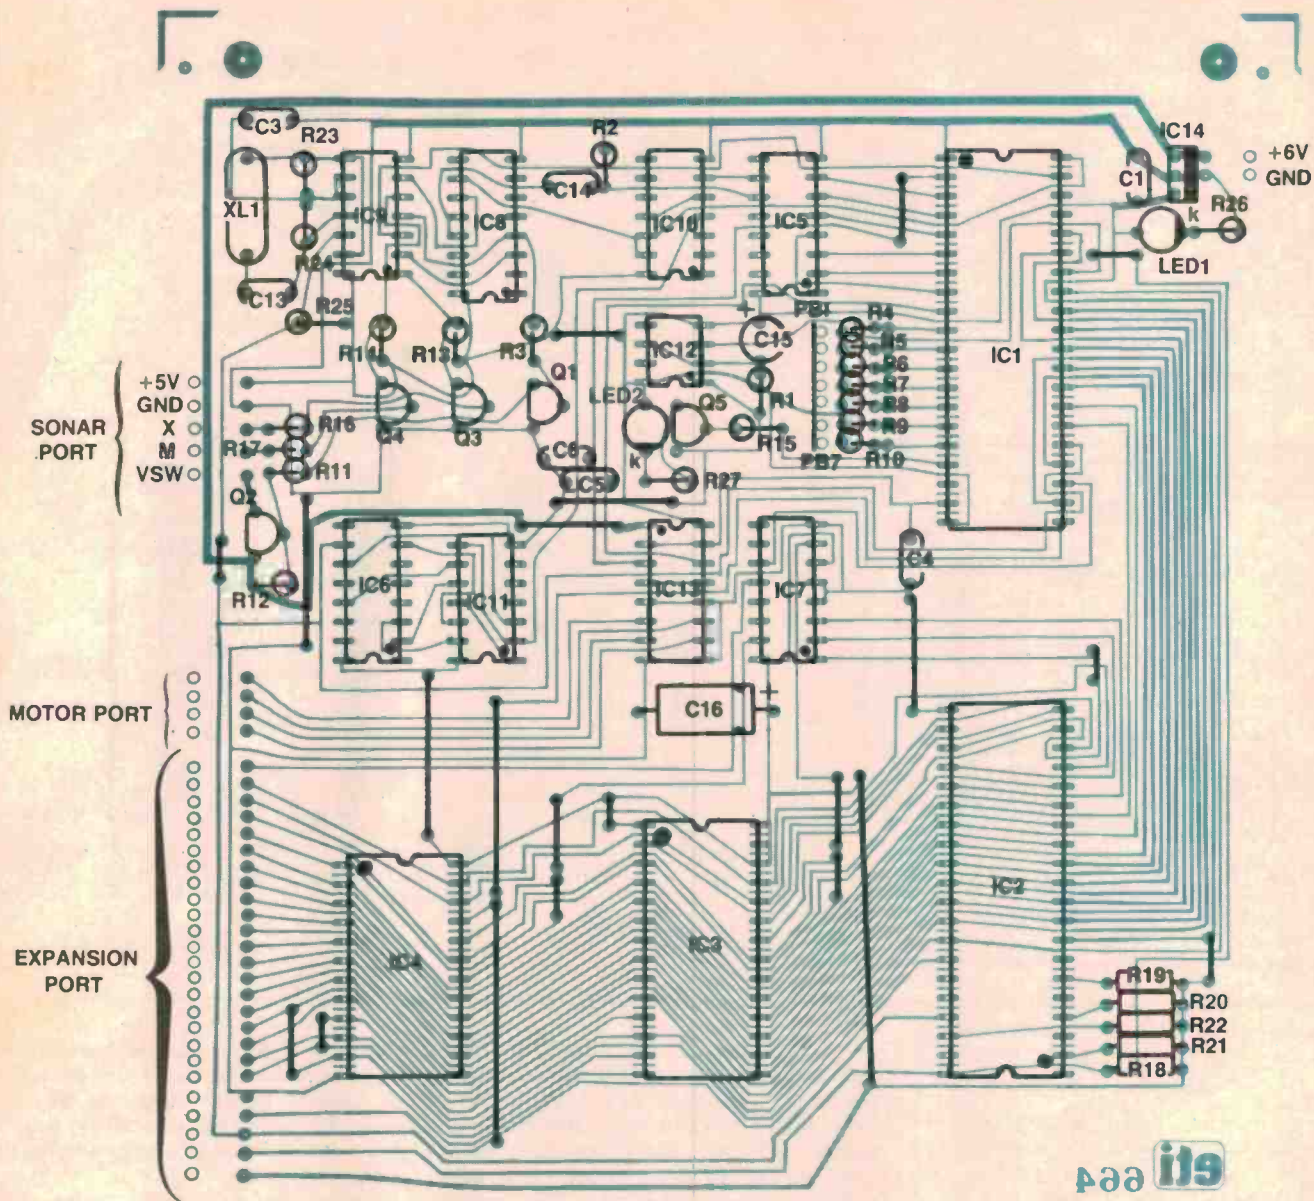 C3
R23
R2
IC14
+6V
GND
C14
C1
XL1
IC9
IC8
IC10
IC5
R26
k
LED1
R24
C13
R25
PB1
R4
C15
R5
R14
R13
R3
IC12
IC1
R6
R7
+5V
Q1
LED2
Q5
R1
R8
GND
SONAR
PORT
X
R16
Q4
Q3
R15
R9
M
R17
C6
k
PB7
R10
VSW
R11
C5
R27
Q2
C4
IC6
IC11
IC13
IC7
R12
MOTOR PORT
C16
+
+
IC2
IC3
IC4
EXPANSION
PORT
R19
R20
R22
R21
R18
eti 664